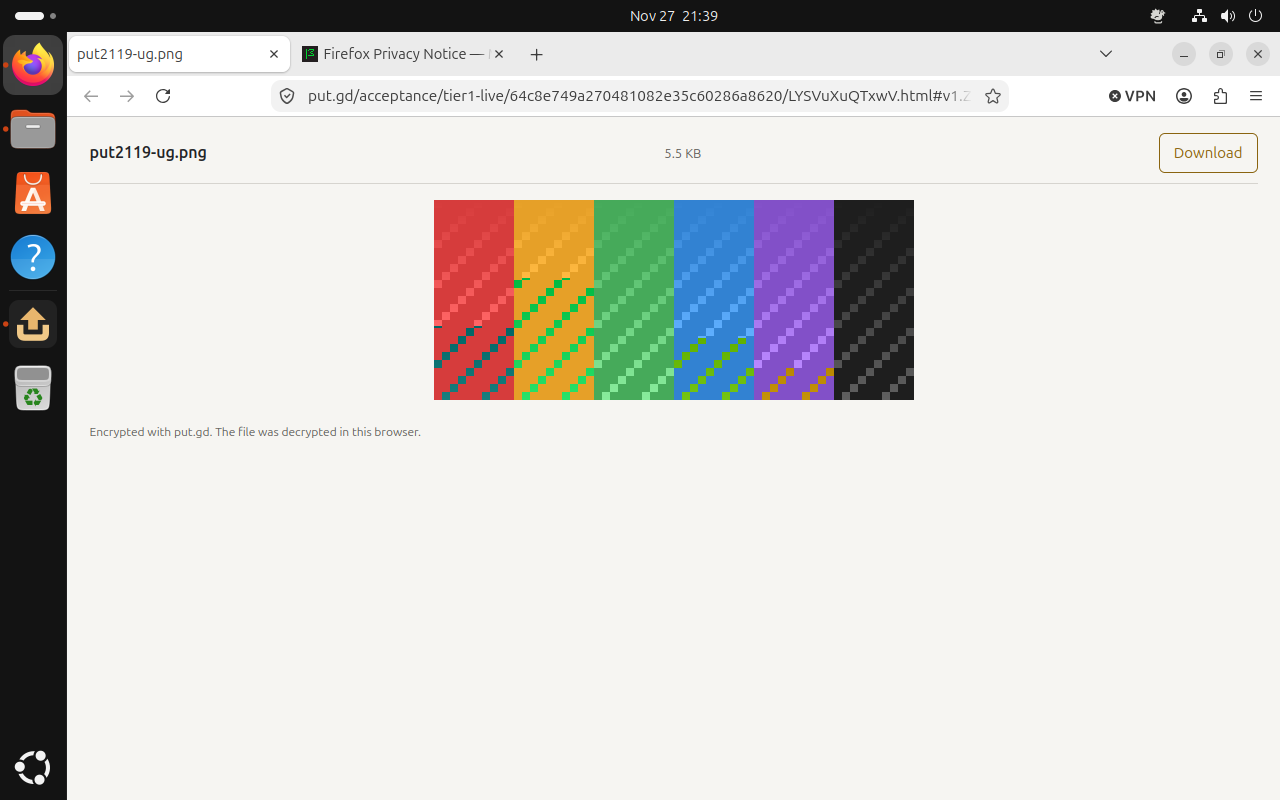 Nov 27 21:39
put2119-ug.png
Firefox Privacy Notice —
put.gd/acceptance/tier1-live/64c8e749a270481082e35c60286a8620/LYSVuXuQTxwV.html#v1.Z
VPN
put2119-ug.png
5.5 KB
Download
Encrypted with put.gd. The file was decrypted in this browser.